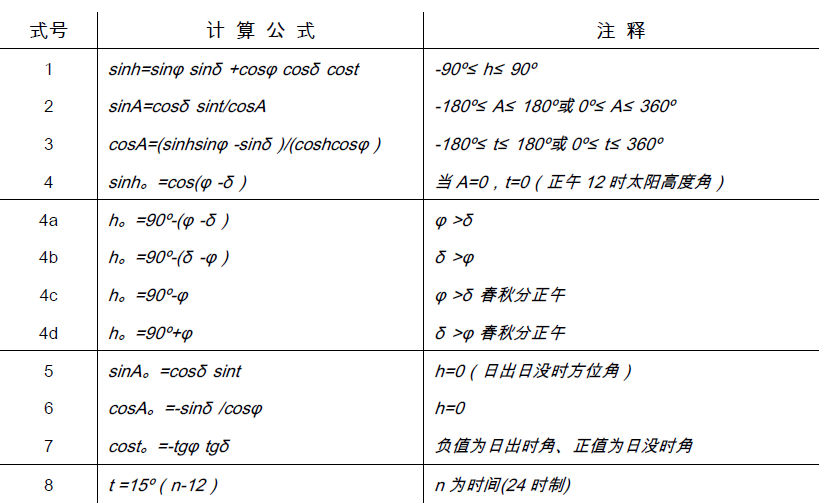 式号 计 算 公 式 注 释
1 sinh=sinφ sinδ +cosφ cosδ cost -90º≤ h≤ 90º
2 sinA=cosδ sint/cosA -180º≤ A≤ 180º或 0º≤ A≤ 360º
3 cosA=(sinhsinφ -sinδ )/(coshcosφ ) -180º≤ t≤ 180º或 0º≤ t≤ 360º
4 sinh。=cos(φ -δ ) 当 A=0，t=0 ( 正午 12 时太阳高度角 )
4a h。=90º-(φ -δ ) φ >δ
4b h。=90º-(δ -φ ) δ >φ
4c h。=90º-φ φ >δ 春秋分正午
4d h。=90º+φ δ >φ 春秋分正午
5 sinA。=cosδ sint h=0 ( 日出日没时方位角 )
6 cosA。=-sinδ /cosφ h=0
7 cost。=-tgφ tgδ 负值为日出时角、正值为日没时角
8 t =15º ( n-12 ) n 为时间(24 时制)